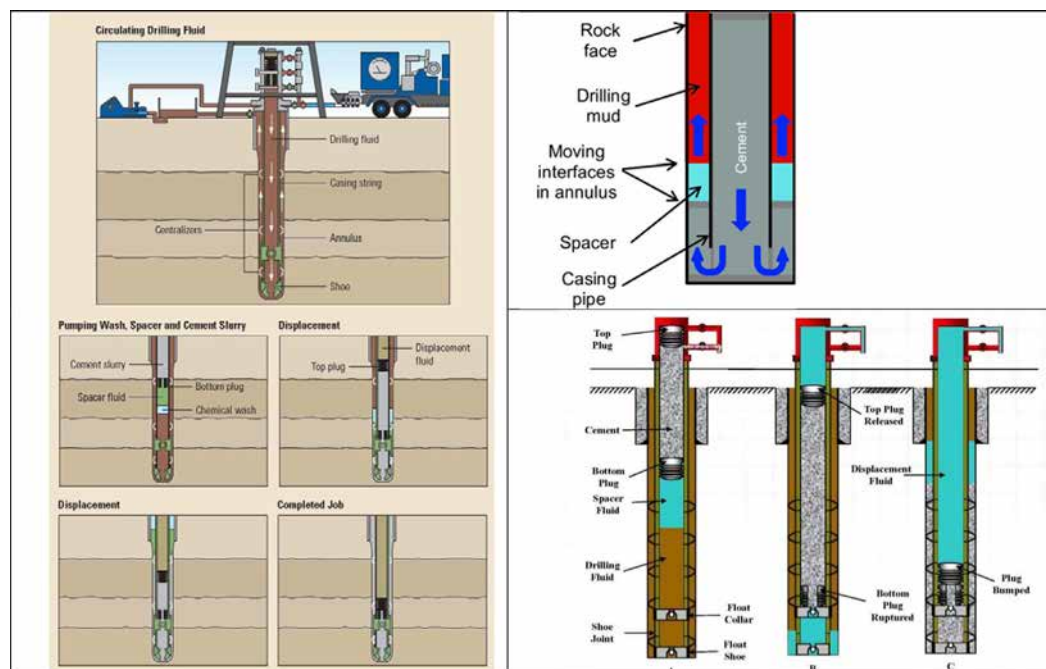 Circulating Drilling Fluid
Drilling fluid
Casing string
Centralizers
Annulus
Shoe
Pumping Wash, Spacer and Cement Slurry
Cement slurry
Bottom plug
Spacer fluid
Chemical wash
Displacement
Displacement
fluid
Top plug
Displacement
Completed Job
Rock
face
Drilling
mud
Moving
interfaces
in annulus
Spacer
Casing
pipe
Cement
Top
Plug
Cement
Bottom
Plug
Spacer
Fluid
Drilling
Fluid
Shoe
Joint
Float
Collar
Float
Shoe
Top Plug
Released
Bottom
Plug
Ruptured
Displacement
Fluid
Plug
Bumped
B
C